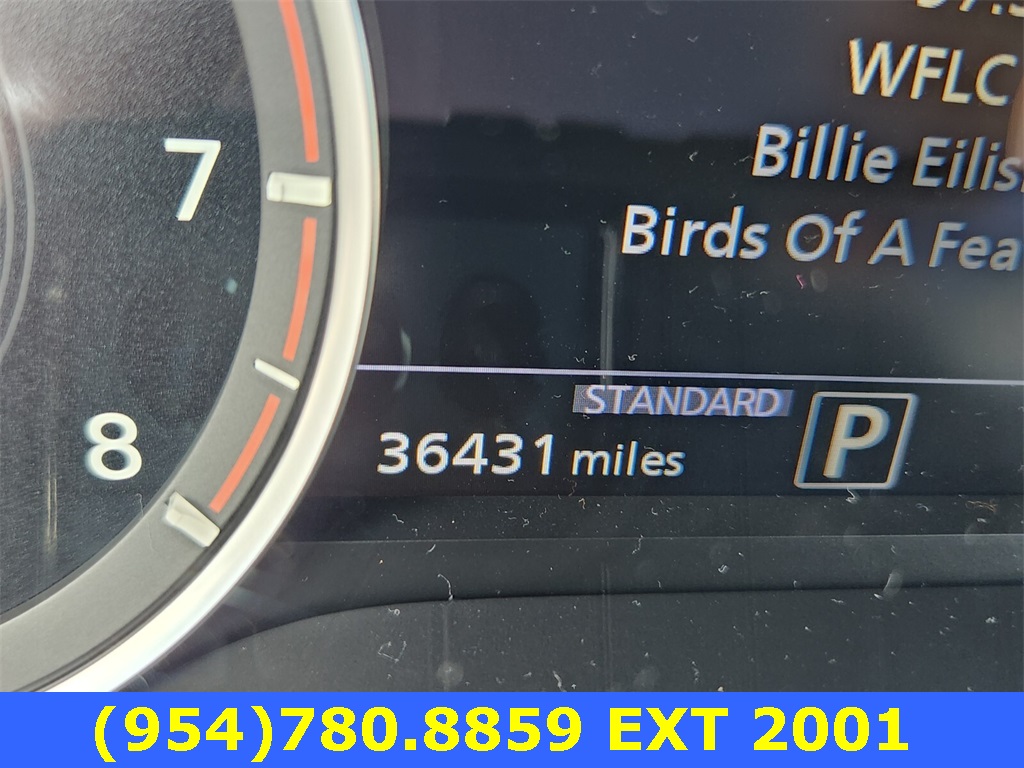 WFLC
Billie Eilis
Birds Of A Fea
7
8
STANDARD
36431 miles
P
(954)780.8859 EXT 2001